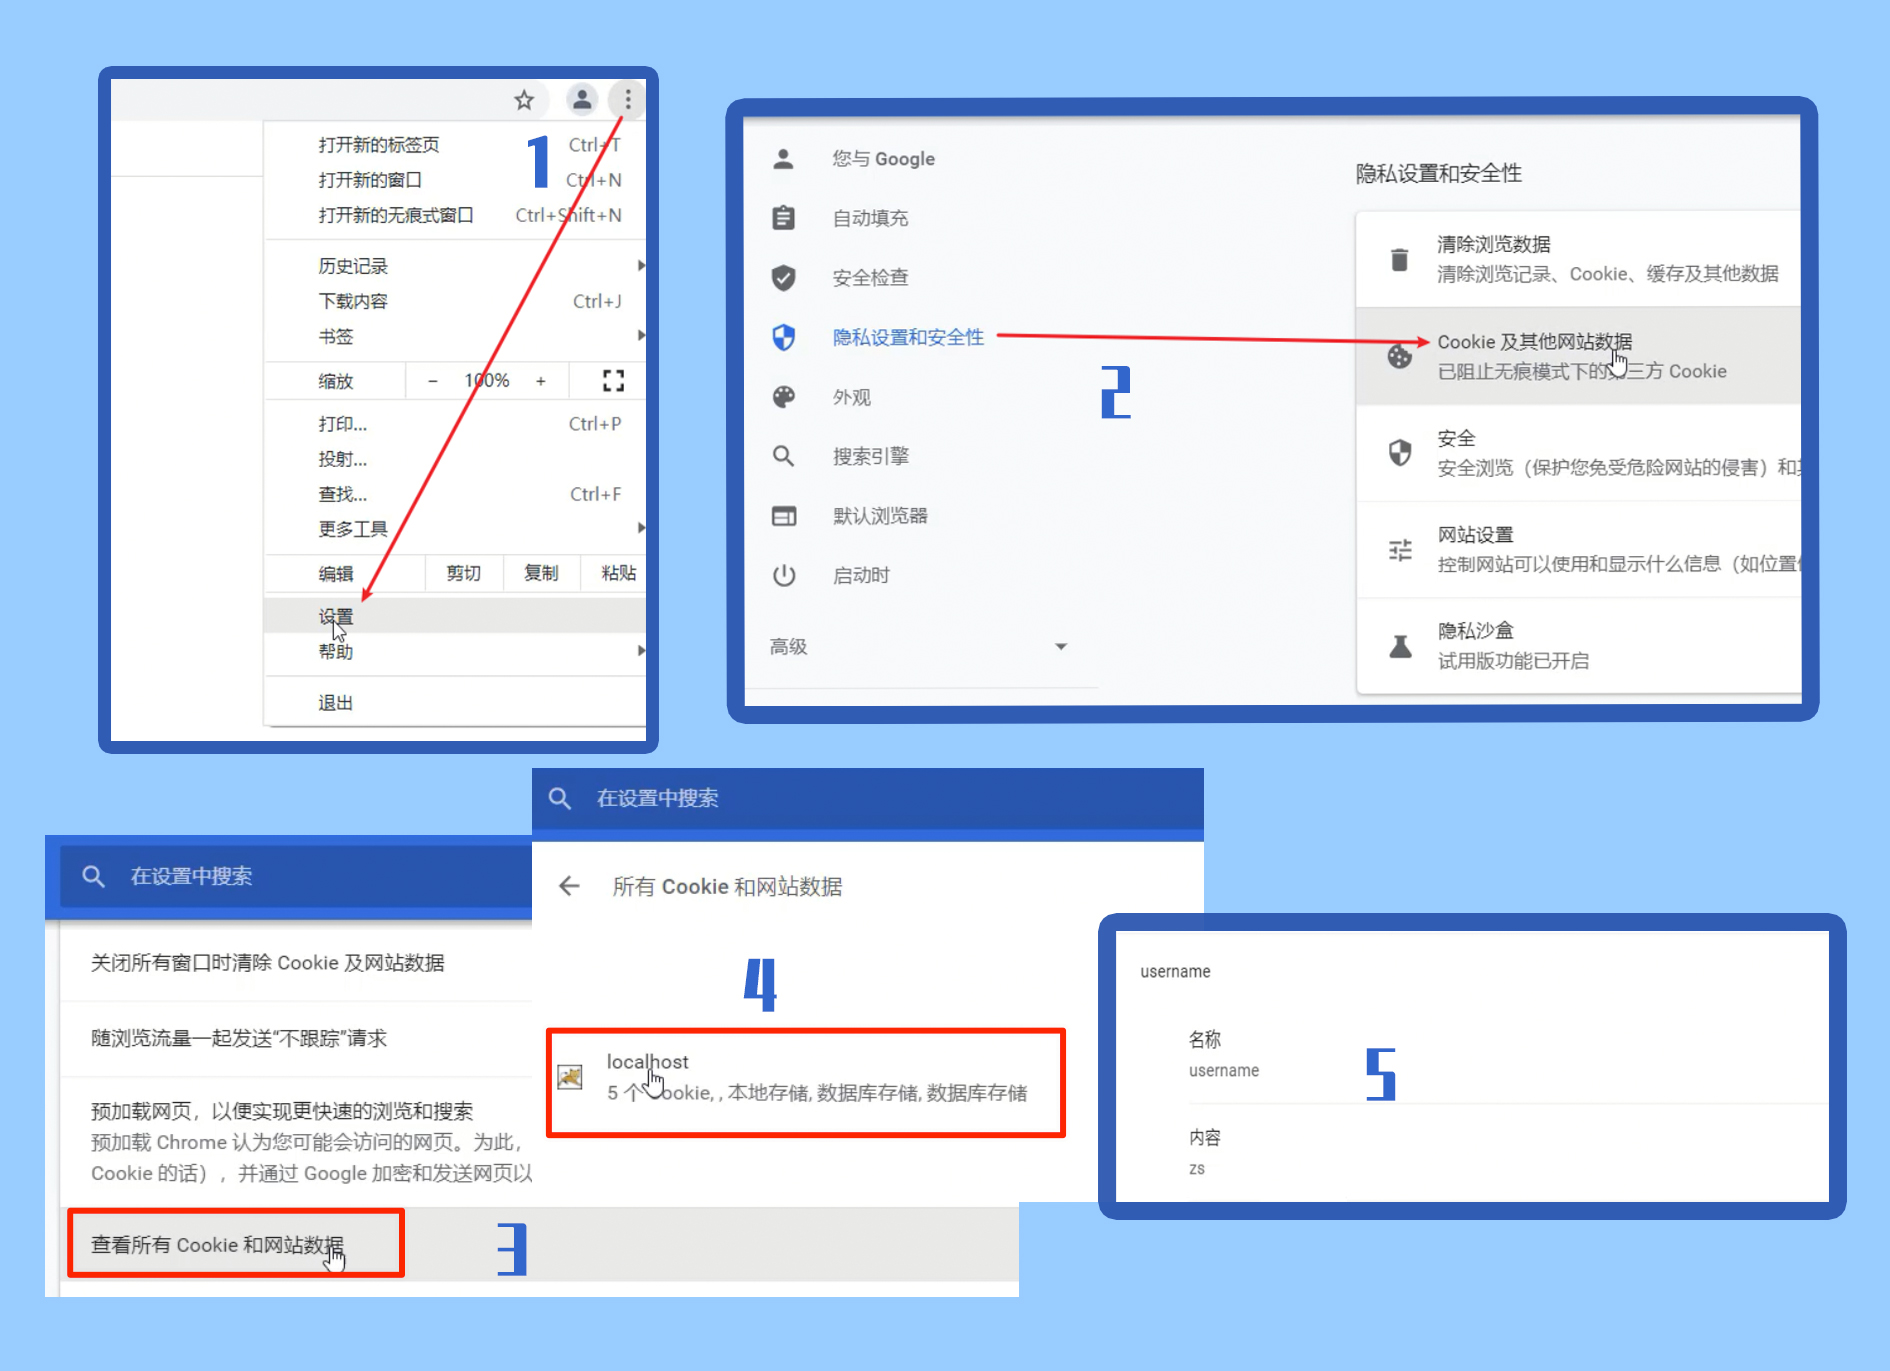 1
打开新的标签页 Ctrl+T
打开新的窗口 Ctrl+N
打开新的无痕式窗口 Ctrl+Shift+N
历史记录
下载内容 Ctrl+J
书签
缩放 − 100% +
打印... Ctrl+P
投射...
查找... Ctrl+F
更多工具
编辑 剪切 复制 粘贴
设置
帮助
退出
2
您与 Google
自动填充
安全检查
隐私设置和安全性
外观
搜索引擎
默认浏览器
启动时
高级
隐私设置和安全性
清除浏览数据
清除浏览记录、Cookie、缓存及其他数据
Cookie 及其他网站数据
已阻止无痕模式下的第三方 Cookie
安全
安全浏览（保护您免受危险网站的侵害）和
网站设置
控制网站可以使用和显示什么信息（如位置
隐私沙盒
试用版功能已开启
在设置中搜索
关闭所有窗口时清除 Cookie 及网站数据
随浏览流量一起发送“不跟踪”请求
预加载网页，以便实现更快速的浏览和搜索
预加载 Chrome 认为您可能会访问的网页。为此，
Cookie 的话），并通过 Google 加密和发送网页以
查看所有 Cookie 和网站数据
3
在设置中搜索
所有 Cookie 和网站数据
4
localhost
5 个 Cookie, , 本地存储, 数据库存储, 数据库存储
username
名称
username
5
内容
zs